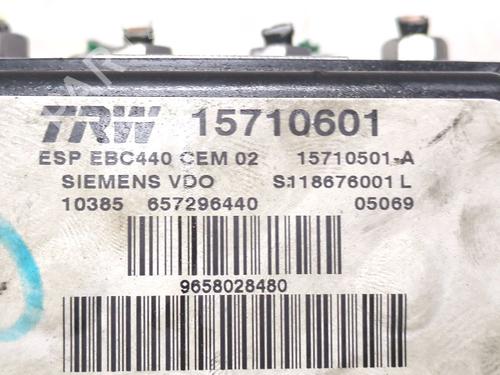 TRW 15710601
ESP EBC440 CEM 02 15710501-A
SIEMENS VDO S118676001 L
10385 657296440 05069
9658028480